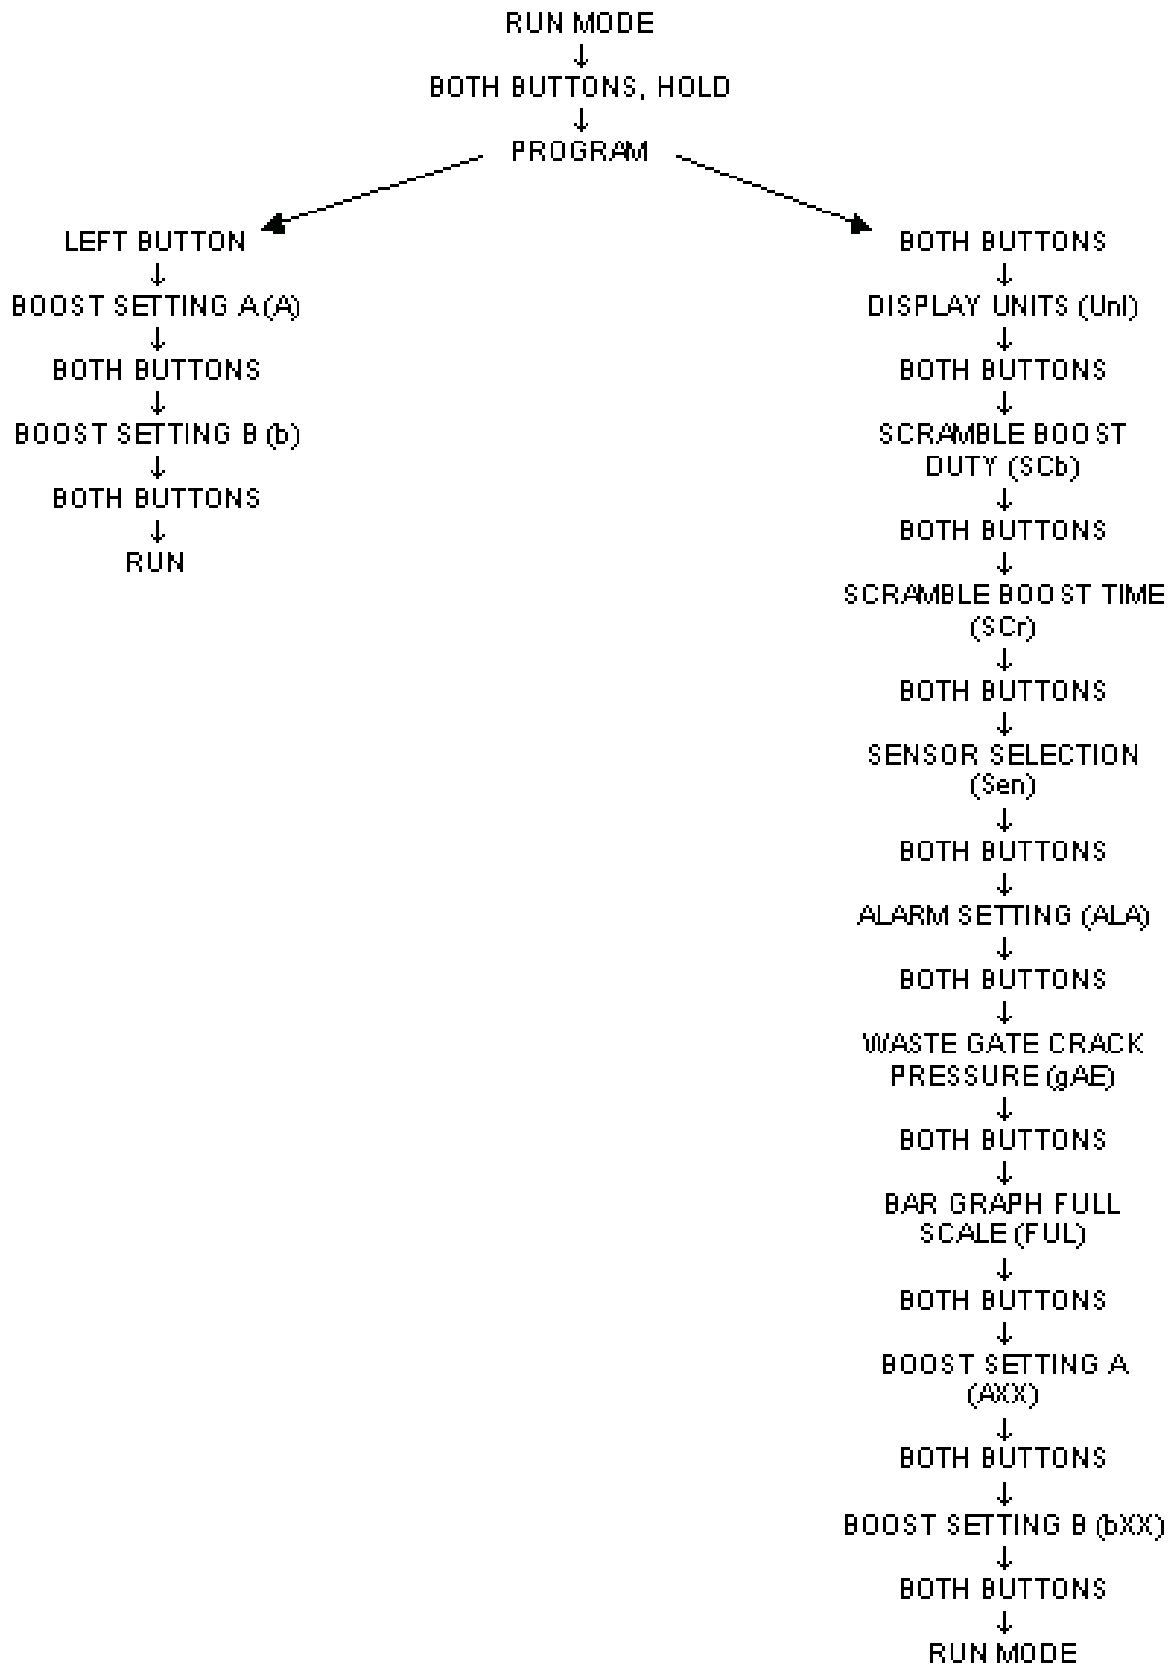 RUN MODE
↓
BOTH BUTTONS, HOLD
↓
PROGRAM
LEFT BUTTON
↓
BOOST SETTING A (A)
↓
BOTH BUTTONS
↓
BOOST SETTING B (b)
↓
BOTH BUTTONS
↓
RUN
BOTH BUTTONS
↓
DISPLAY UNITS (UnI)
↓
BOTH BUTTONS
↓
SCRAMBLE BOOST
DUTY (SCb)
↓
BOTH BUTTONS
↓
SCRAMBLE BOOST TIME
(SCr)
↓
BOTH BUTTONS
↓
SENSOR SELECTION
(Sen)
↓
BOTH BUTTONS
↓
ALARM SETTING (ALA)
↓
BOTH BUTTONS
↓
WASTE GATE CRACK
PRESSURE (gAE)
↓
BOTH BUTTONS
↓
BAR GRAPH FULL
SCALE (FUL)
↓
BOTH BUTTONS
↓
BOOST SETTING A
(AXX)
↓
BOTH BUTTONS
↓
BOOST SETTING B (bXX)
↓
BOTH BUTTONS
↓
RUN MODE